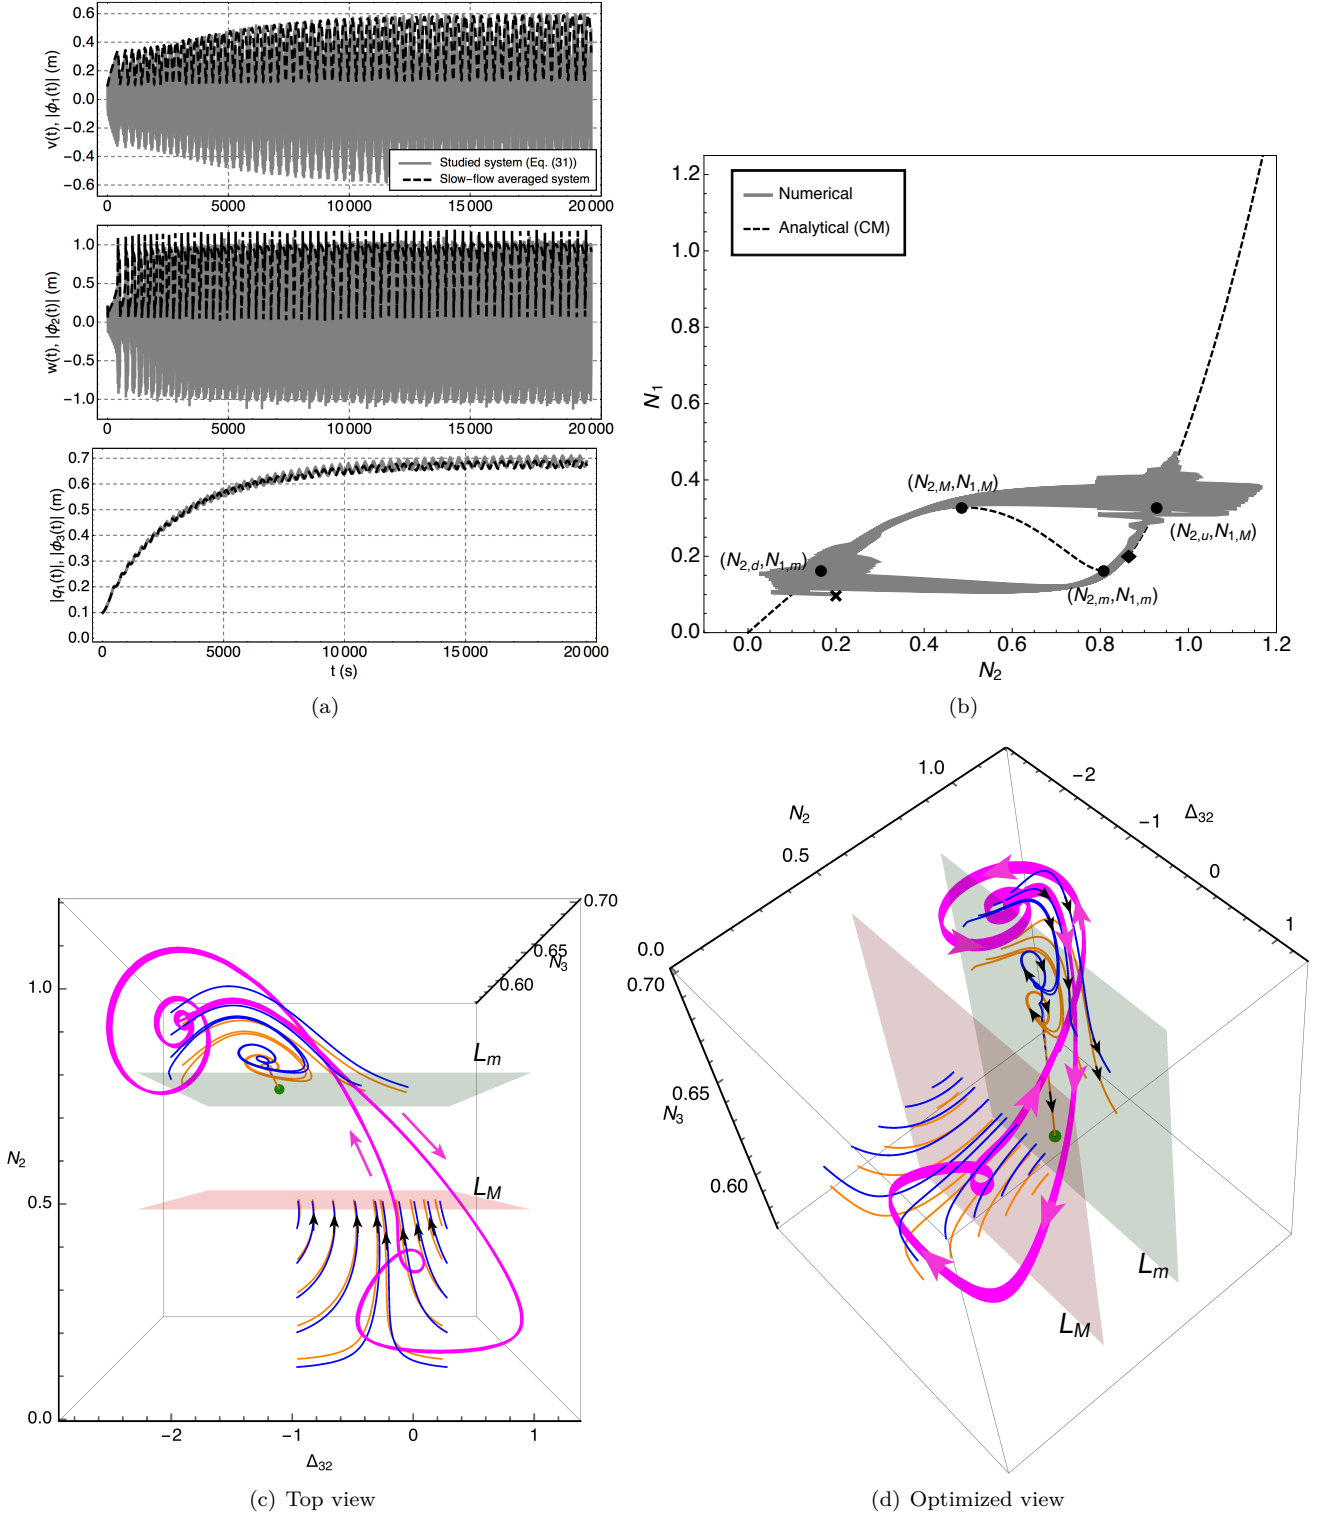 0.6
0.4
0.2
0.0
−0.2
−0.4
−0.6
v(t), |ϕ1(t)| (m)
Studied system (Eq. (31))
Slow−flow averaged system
0 5000 10 000 15 000 20 000
1.0
0.5
0.0
−0.5
−1.0
w(t), |ϕ2(t)| (m)
0 5000 10 000 15 000 20 000
0.7
0.6
0.5
0.4
0.3
0.2
0.1
0.0
|q1(t)|, |ϕ3(t)| (m)
0 5000 10 000 15 000 20 000
t (s)
(a)
1.2
1.0
0.8
0.6
0.4
0.2
0.0
N1
Numerical
Analytical (CM)
(N2,M,N1,M)
(N2,d,N1,m)
(N2,u,N1,M)
(N2,m,N1,m)
0.0 0.2 0.4 0.6 0.8 1.0 1.2
N2
(b)
0.70
0.65
N3
0.60
1.0
Lm
N2
LM
0.5
0.0
−2 −1 0 1
Δ32
(c) Top view
1.0
−2
N2
Δ32
−1
0.5
0
1
0.0
0.70
0.65
N3
0.60
Lm
LM
(d) Optimized view